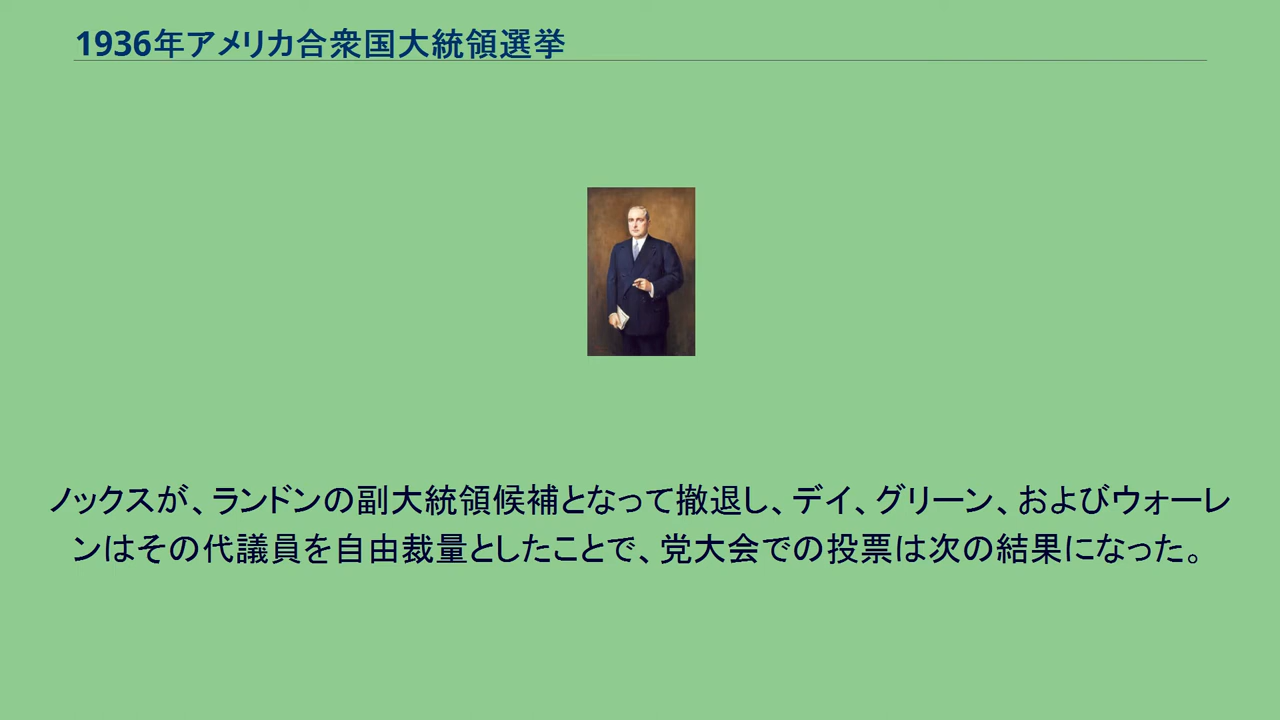 1936年アメリカ合衆国大統領選挙
ノックスが、ランドンの副大統領候補となって撤退し、デイ、グリーン、およびウォーレ
ンはその代議員を自由裁量としたことで、党大会での投票は次の結果になった。